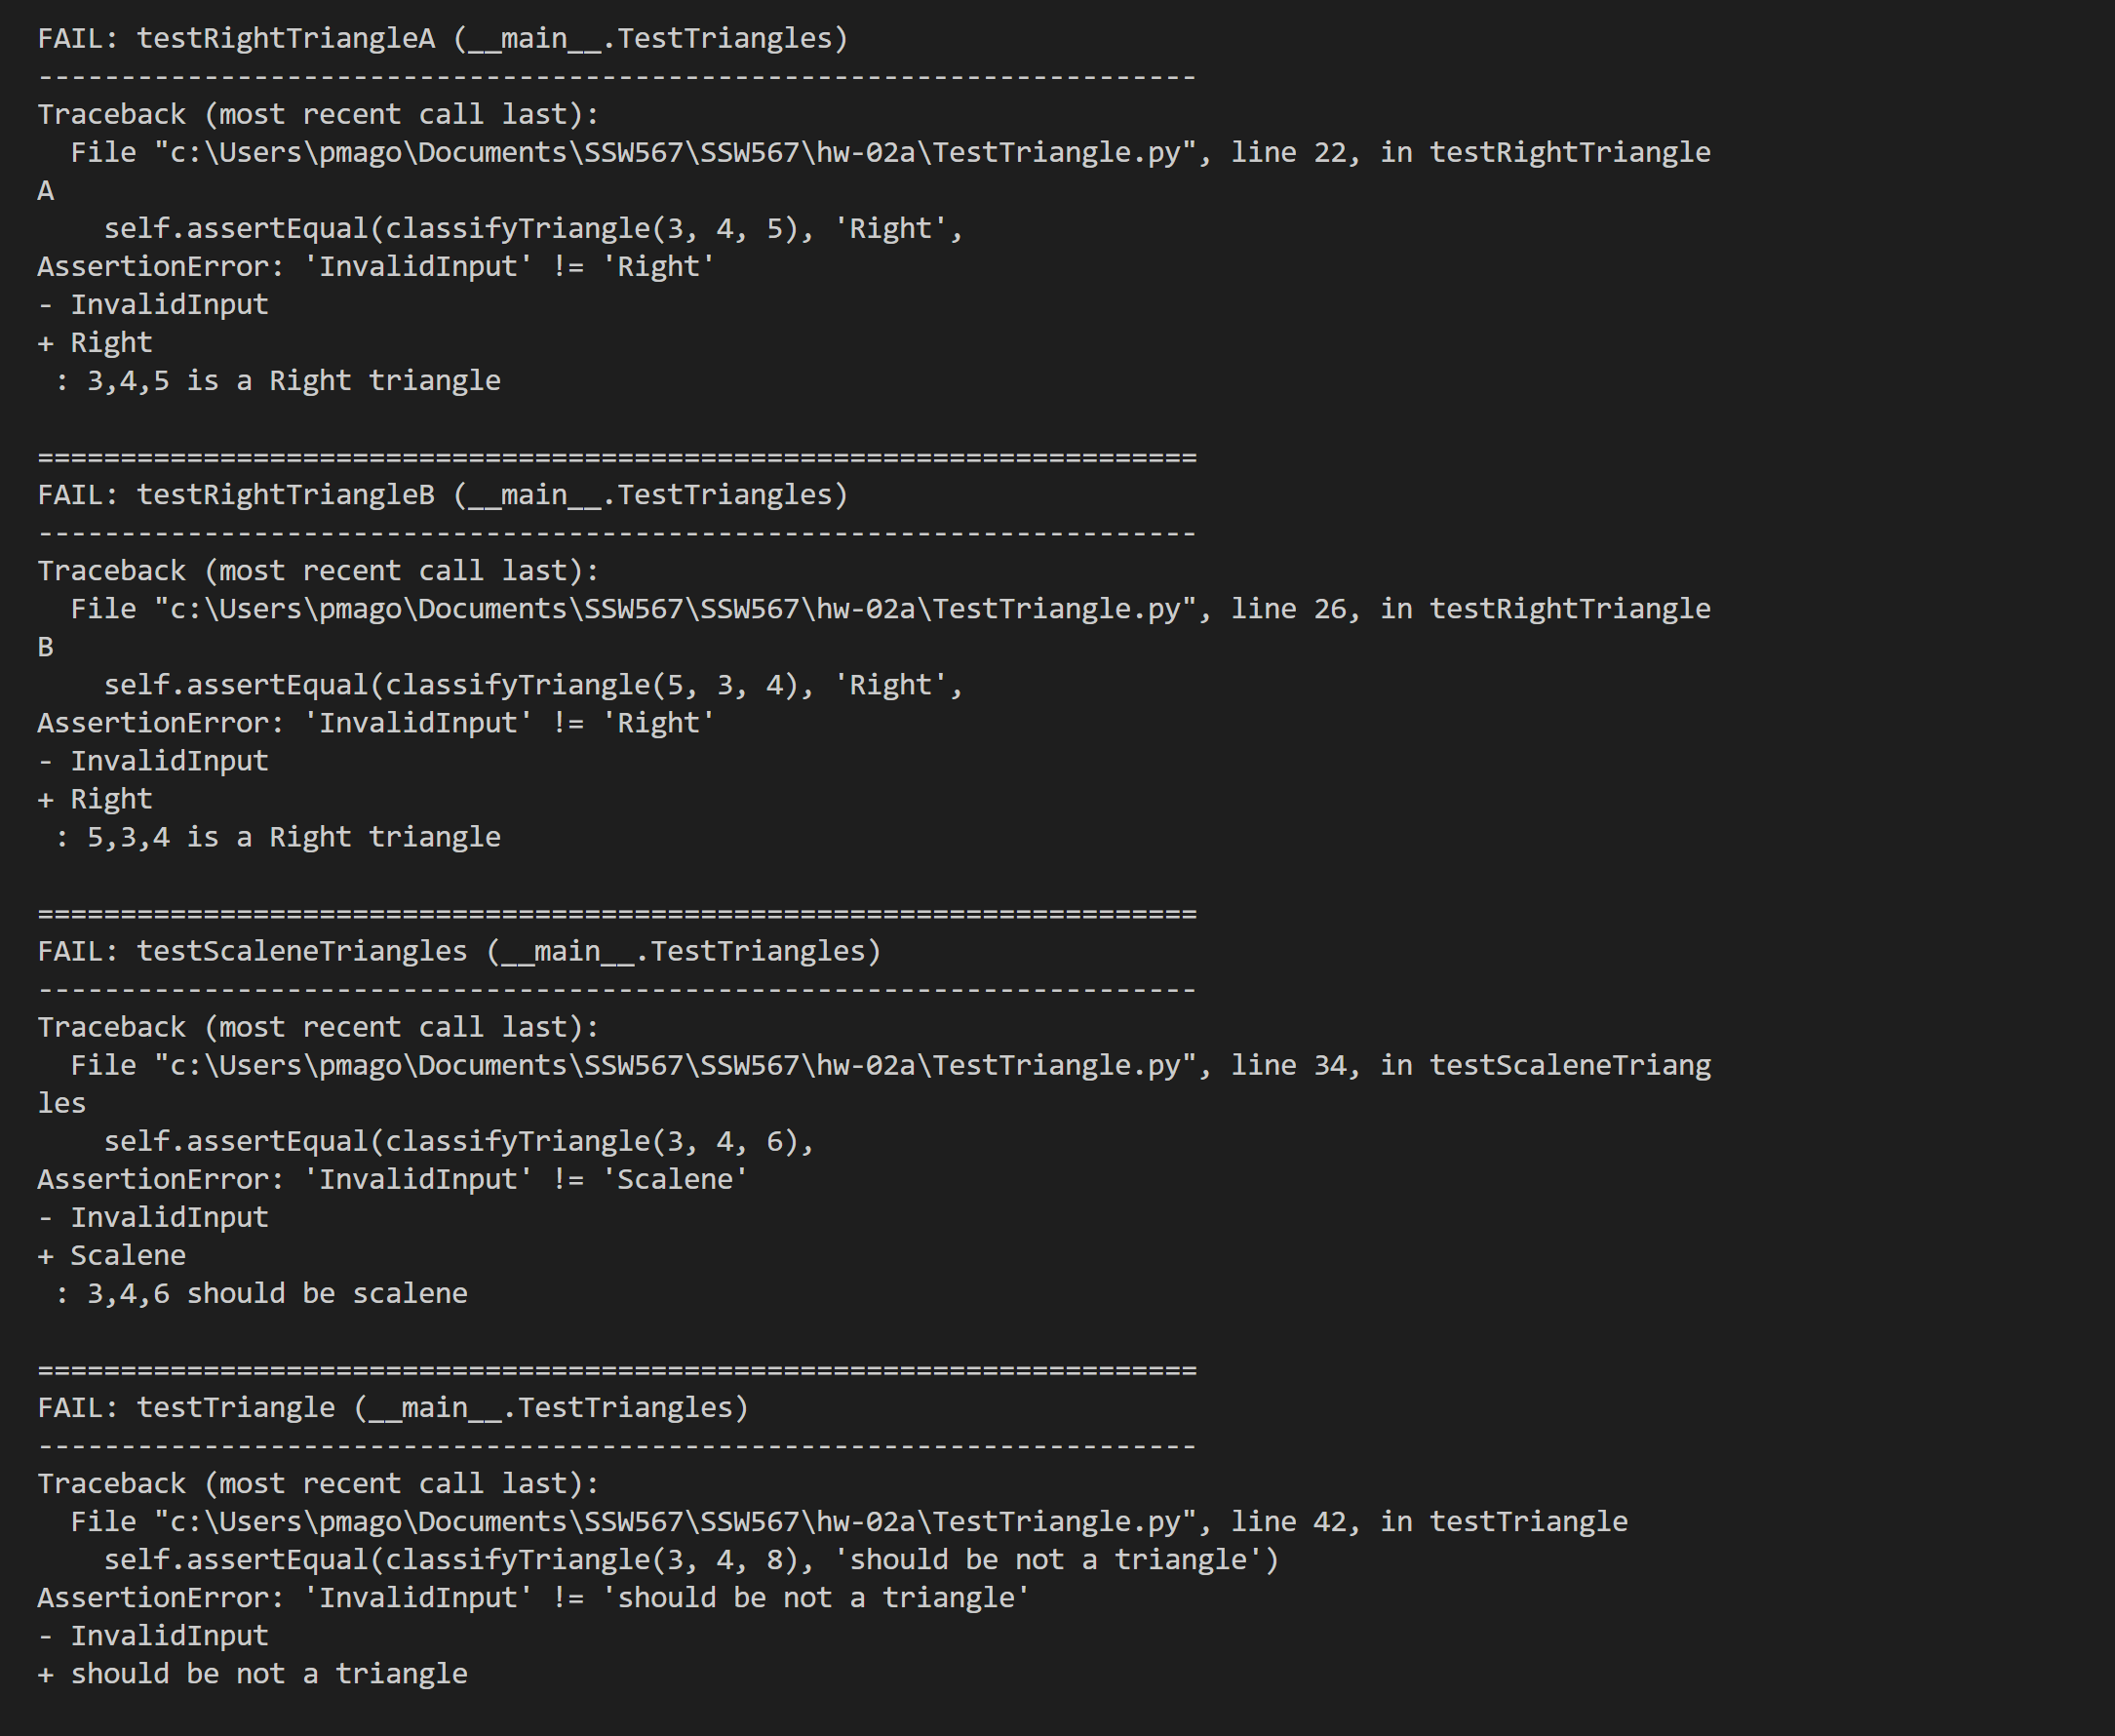 FAIL: testRightTriangleA (__main__.TestTriangles)
----------------------------------------------------------------------
Traceback (most recent call last):
  File "c:\Users\pmago\Documents\SSW567\SSW567\hw-02a\TestTriangle.py", line 22, in testRightTriangle
A
    self.assertEqual(classifyTriangle(3, 4, 5), 'Right',
AssertionError: 'InvalidInput' != 'Right'
- InvalidInput
+ Right
 : 3,4,5 is a Right triangle

======================================================================
FAIL: testRightTriangleB (__main__.TestTriangles)
----------------------------------------------------------------------
Traceback (most recent call last):
  File "c:\Users\pmago\Documents\SSW567\SSW567\hw-02a\TestTriangle.py", line 26, in testRightTriangle
B
    self.assertEqual(classifyTriangle(5, 3, 4), 'Right',
AssertionError: 'InvalidInput' != 'Right'
- InvalidInput
+ Right
 : 5,3,4 is a Right triangle

======================================================================
FAIL: testScaleneTriangles (__main__.TestTriangles)
----------------------------------------------------------------------
Traceback (most recent call last):
  File "c:\Users\pmago\Documents\SSW567\SSW567\hw-02a\TestTriangle.py", line 34, in testScaleneTriang
les
    self.assertEqual(classifyTriangle(3, 4, 6),
AssertionError: 'InvalidInput' != 'Scalene'
- InvalidInput
+ Scalene
 : 3,4,6 should be scalene

======================================================================
FAIL: testTriangle (__main__.TestTriangles)
----------------------------------------------------------------------
Traceback (most recent call last):
  File "c:\Users\pmago\Documents\SSW567\SSW567\hw-02a\TestTriangle.py", line 42, in testTriangle
    self.assertEqual(classifyTriangle(3, 4, 8), 'should be not a triangle')
AssertionError: 'InvalidInput' != 'should be not a triangle'
- InvalidInput
+ should be not a triangle